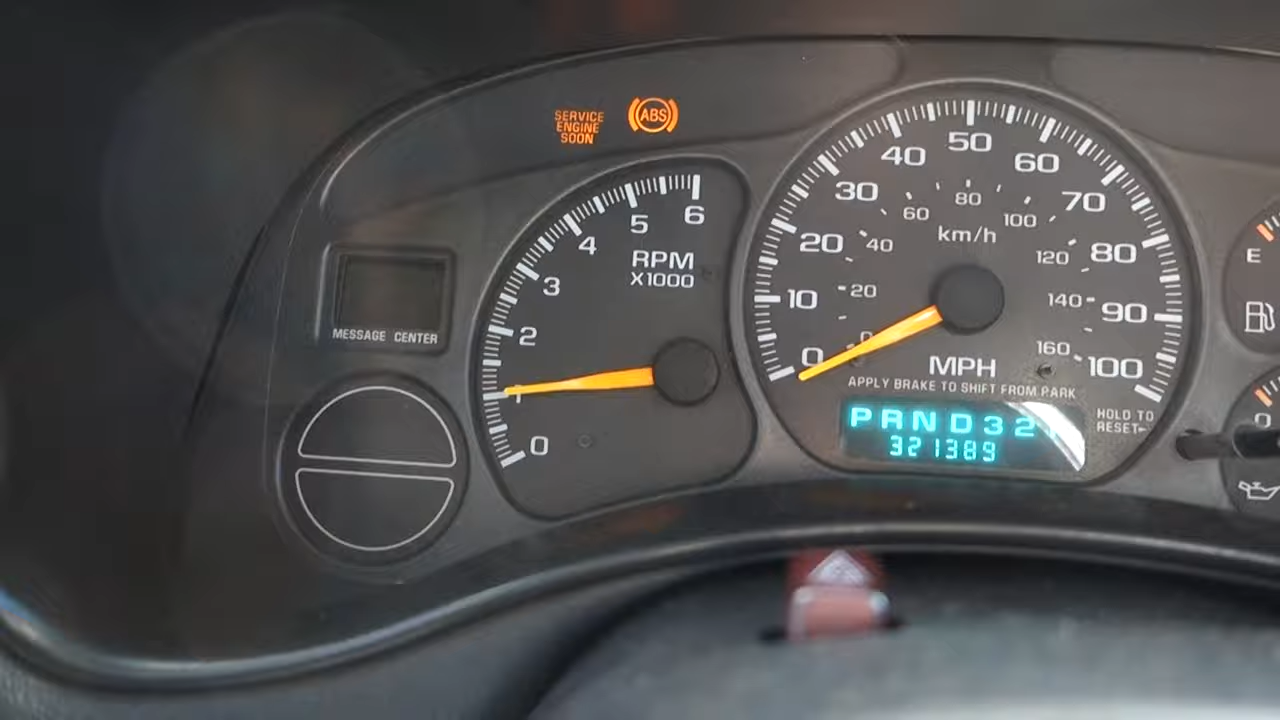 SERVICE
ENGINE
SOON
ABS
MESSAGE CENTER
0
1
2
3
4
5
6
RPM
X1000
0
10
20
30
40
50
60
70
80
90
100
20
40
60
80
100
120
140
160
km/h
MPH
APPLY BRAKE TO SHIFT FROM PARK
PRND32
321389
HOLD TO
RESET
E
0